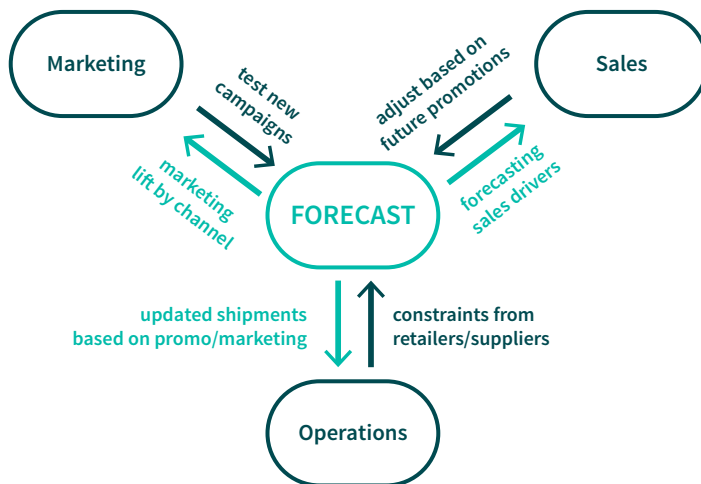 Marketing
Sales
test new
campaigns
adjust based on
future promotions
marketing
lift by channel
FORECAST
forecasting
sales drivers
updated shipments
based on promo/marketing
constraints from
retailers/suppliers
Operations